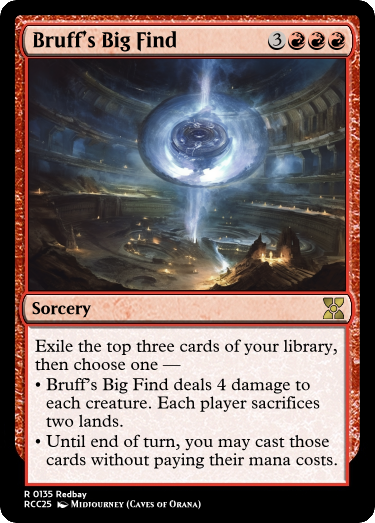 Bruff's Big Find 3
Sorcery
Exile the top three cards of your library,
then choose one —
• Bruff's Big Find deals 4 damage to
each creature. Each player sacrifices
two lands.
• Until end of turn, you may cast those
cards without paying their mana costs.
R 0135 Redbay
RCC25 Midjourney (Caves of Orana)